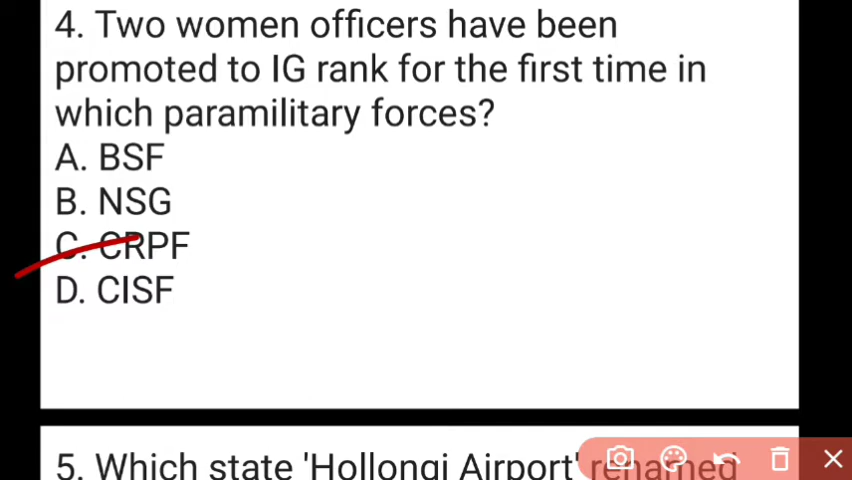 4. Two women officers have been
promoted to IG rank for the first time in
which paramilitary forces?
A. BSF
B. NSG
C. CRPF
D. CISF
5. Which state 'Hollongi Airport' renamed